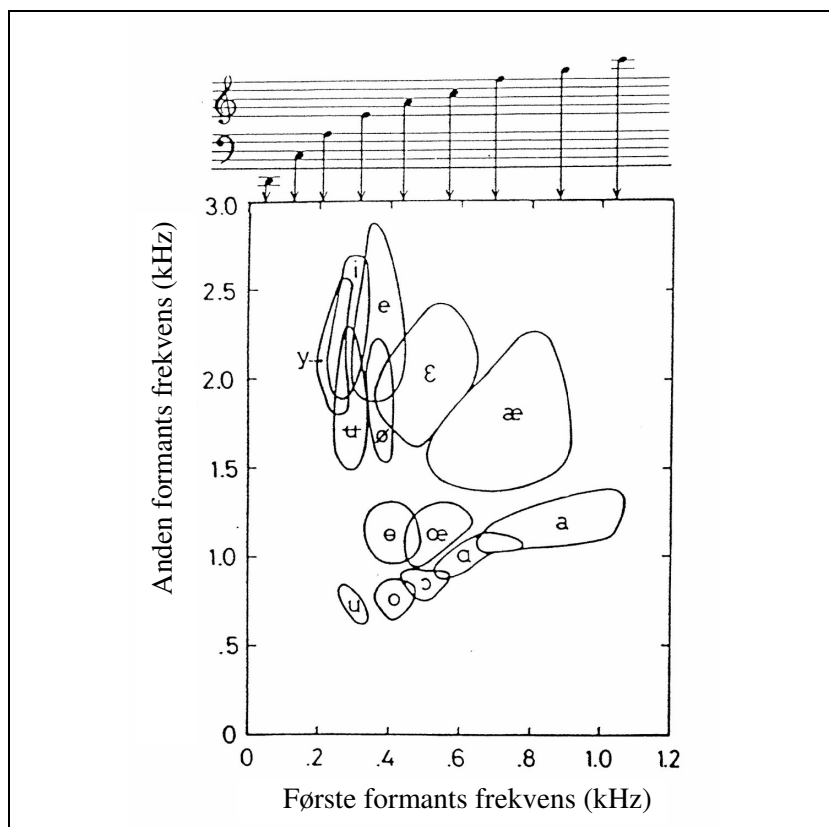 3.0
2.5
2.0
1.5
1.0
.5
0
0 .2 .4 .6 .8 1.0 1.2
Anden formants frekvens (kHz)
Første formants frekvens (kHz)
i
e
y
ɛ
æ
ʉ
ø
ɵ
œ
a
ɑ
ɔ
o
u